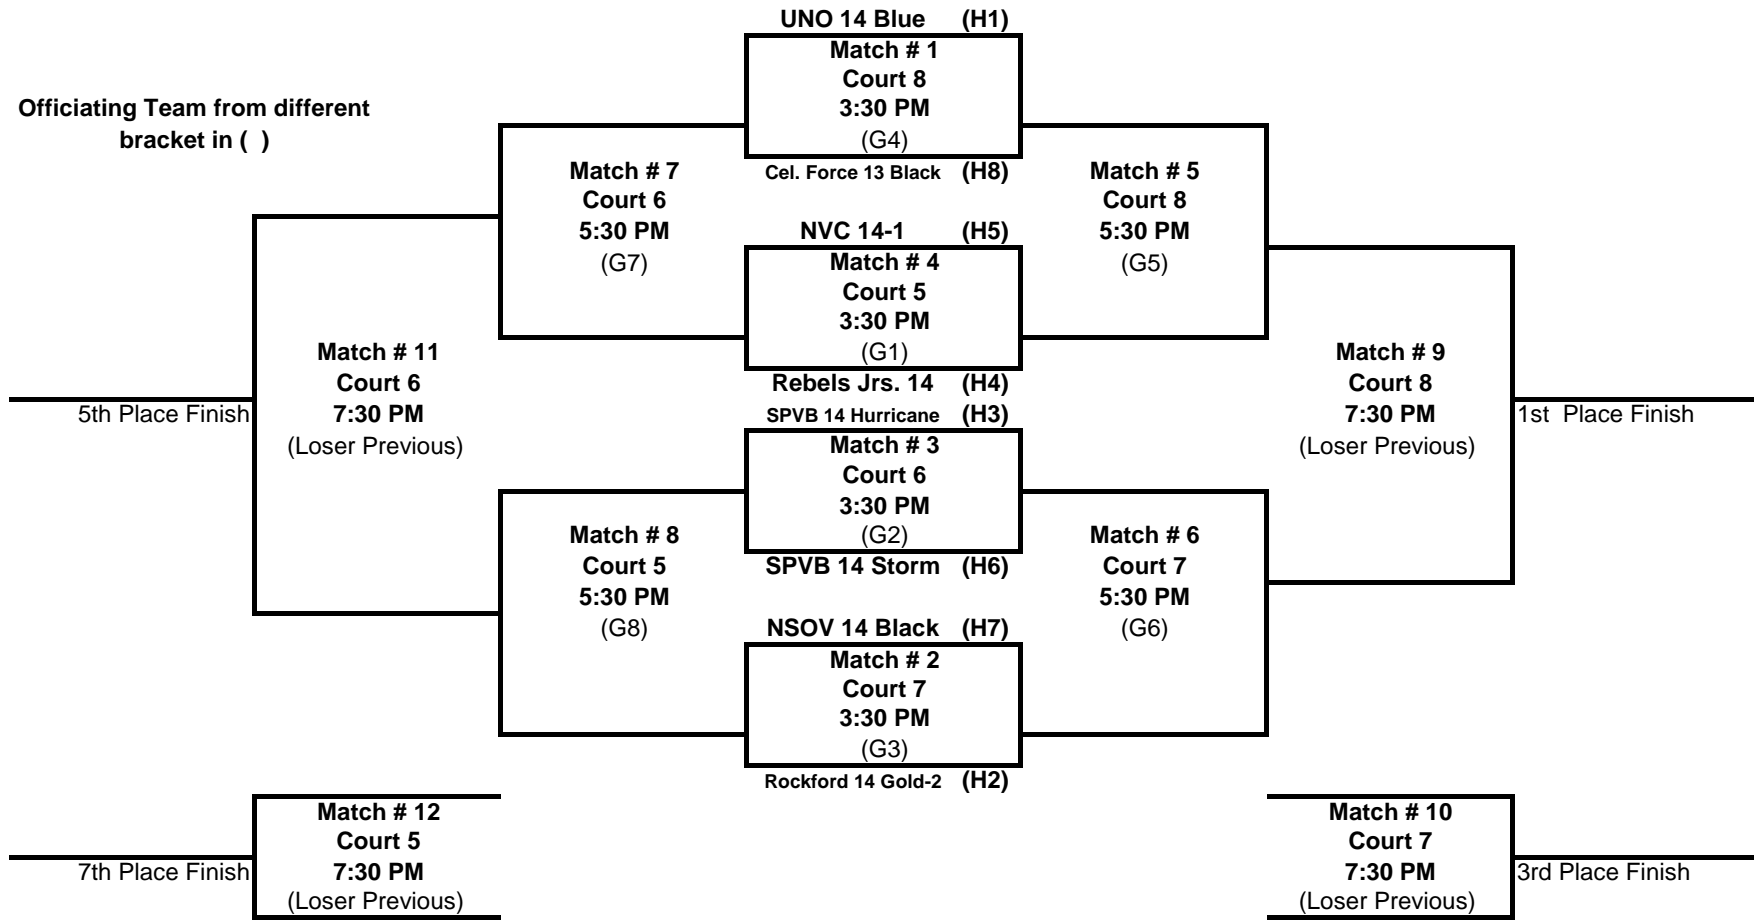 UNO 14 Blue (H1)
Match # 1
Court 8
3:30 PM
(G4)
Cel. Force 13 Black (H8)
Officiating Team from different
bracket in ( )
Match # 7
Court 6
5:30 PM
(G7)
Match # 5
Court 8
5:30 PM
(G5)
NVC 14-1 (H5)
Match # 4
Court 5
3:30 PM
(G1)
Rebels Jrs. 14 (H4)
Match # 11
Court 6
7:30 PM
(Loser Previous)
5th Place Finish
Match # 9
Court 8
7:30 PM
(Loser Previous)
1st  Place Finish
SPVB 14 Hurricane (H3)
Match # 3
Court 6
3:30 PM
(G2)
SPVB 14 Storm (H6)
Match # 8
Court 5
5:30 PM
(G8)
Match # 6
Court 7
5:30 PM
(G6)
NSOV 14 Black (H7)
Match # 2
Court 7
3:30 PM
(G3)
Rockford 14 Gold-2 (H2)
Match # 12
Court 5
7:30 PM
(Loser Previous)
7th Place Finish
Match # 10
Court 7
7:30 PM
(Loser Previous)
3rd Place Finish